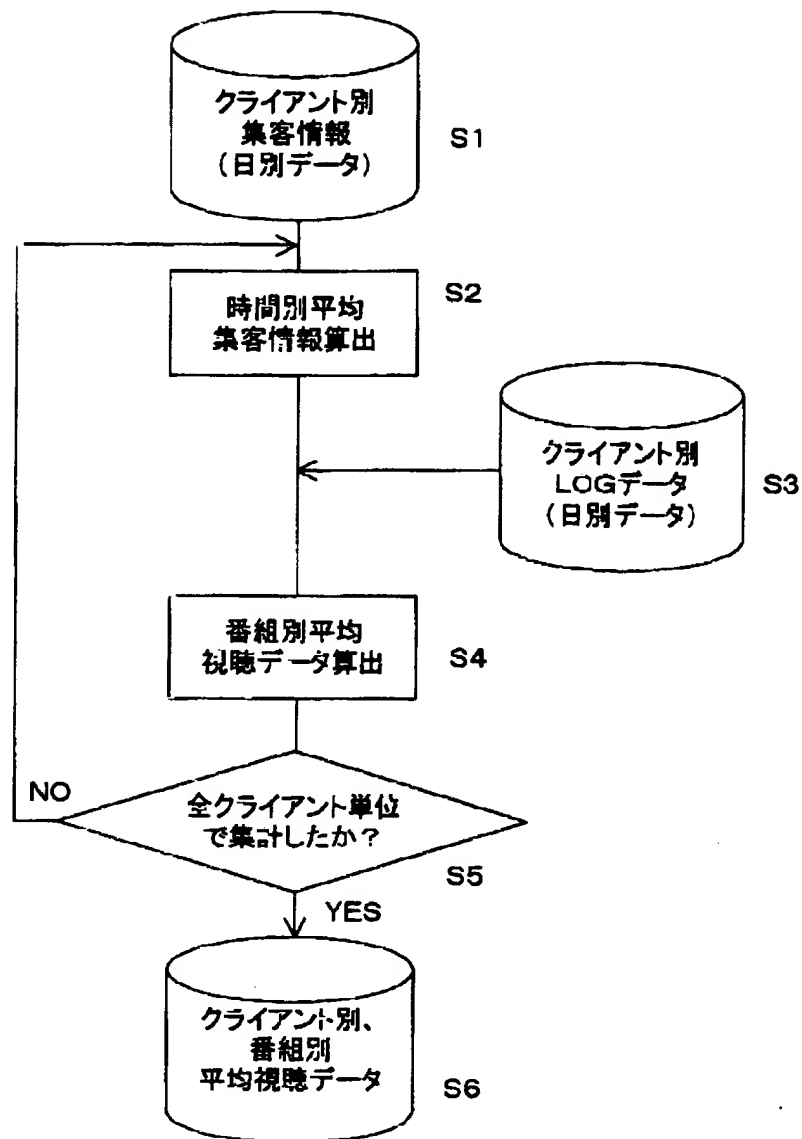 クライアント別
集客情報
(日別データ)
S1
時間別平均
集客情報算出
S2
クライアント別
LOGデータ
(日別データ)
S3
番組別平均
視聴データ算出
S4
NO
全クライアント単位
で集計したか？
S5
YES
クライアント別、
番組別
平均視聴データ
S6